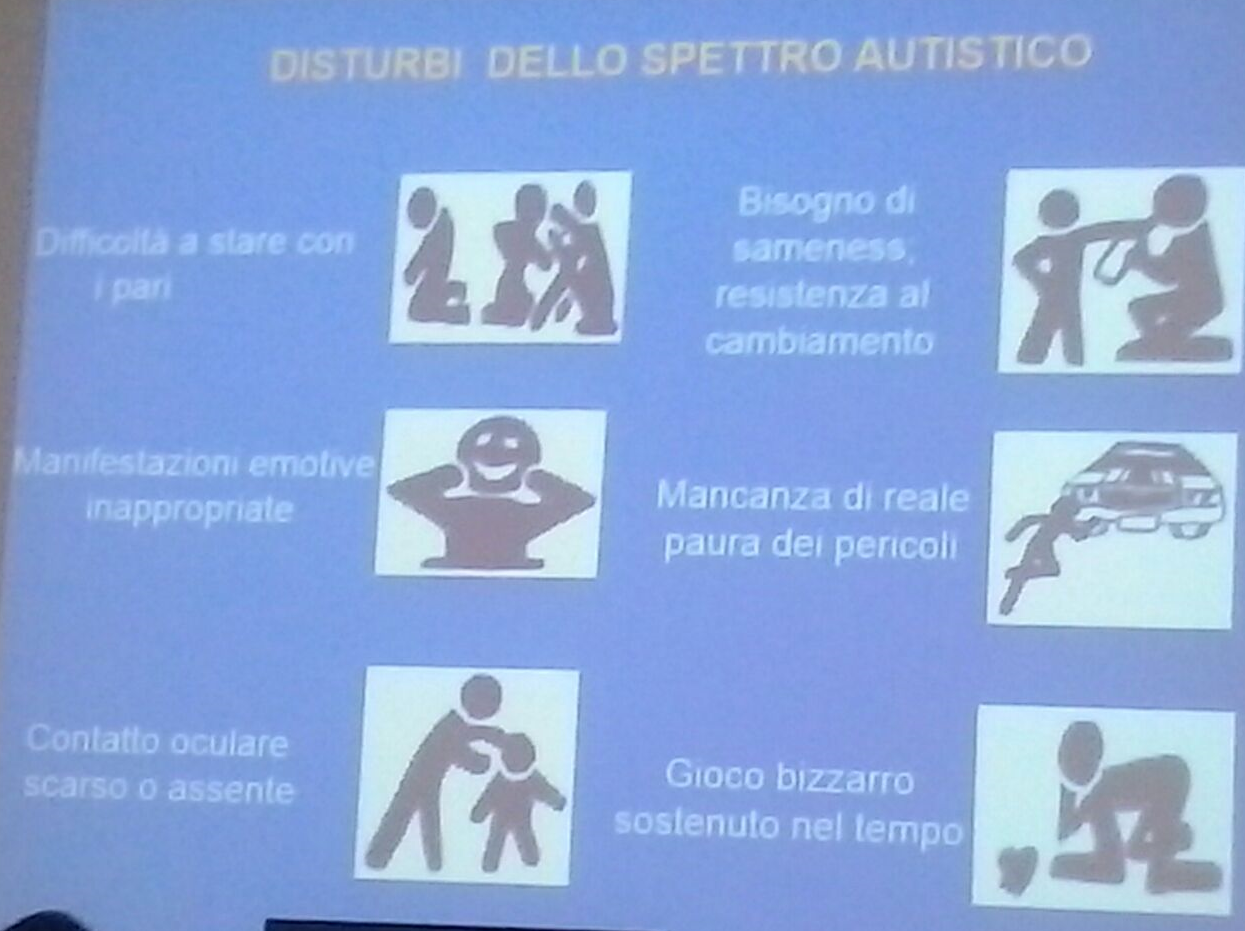 DISTURBI DELLO SPETTRO AUTISTICO
Difficoltà a stare con
i pari
Bisogno di
sameness,
resistenza al
cambiamento
Manifestazioni emotive
inappropriate
Mancanza di reale
paura dei pericoli
Contatto oculare
scarso o assente
Gioco bizzarro
sostenuto nel tempo